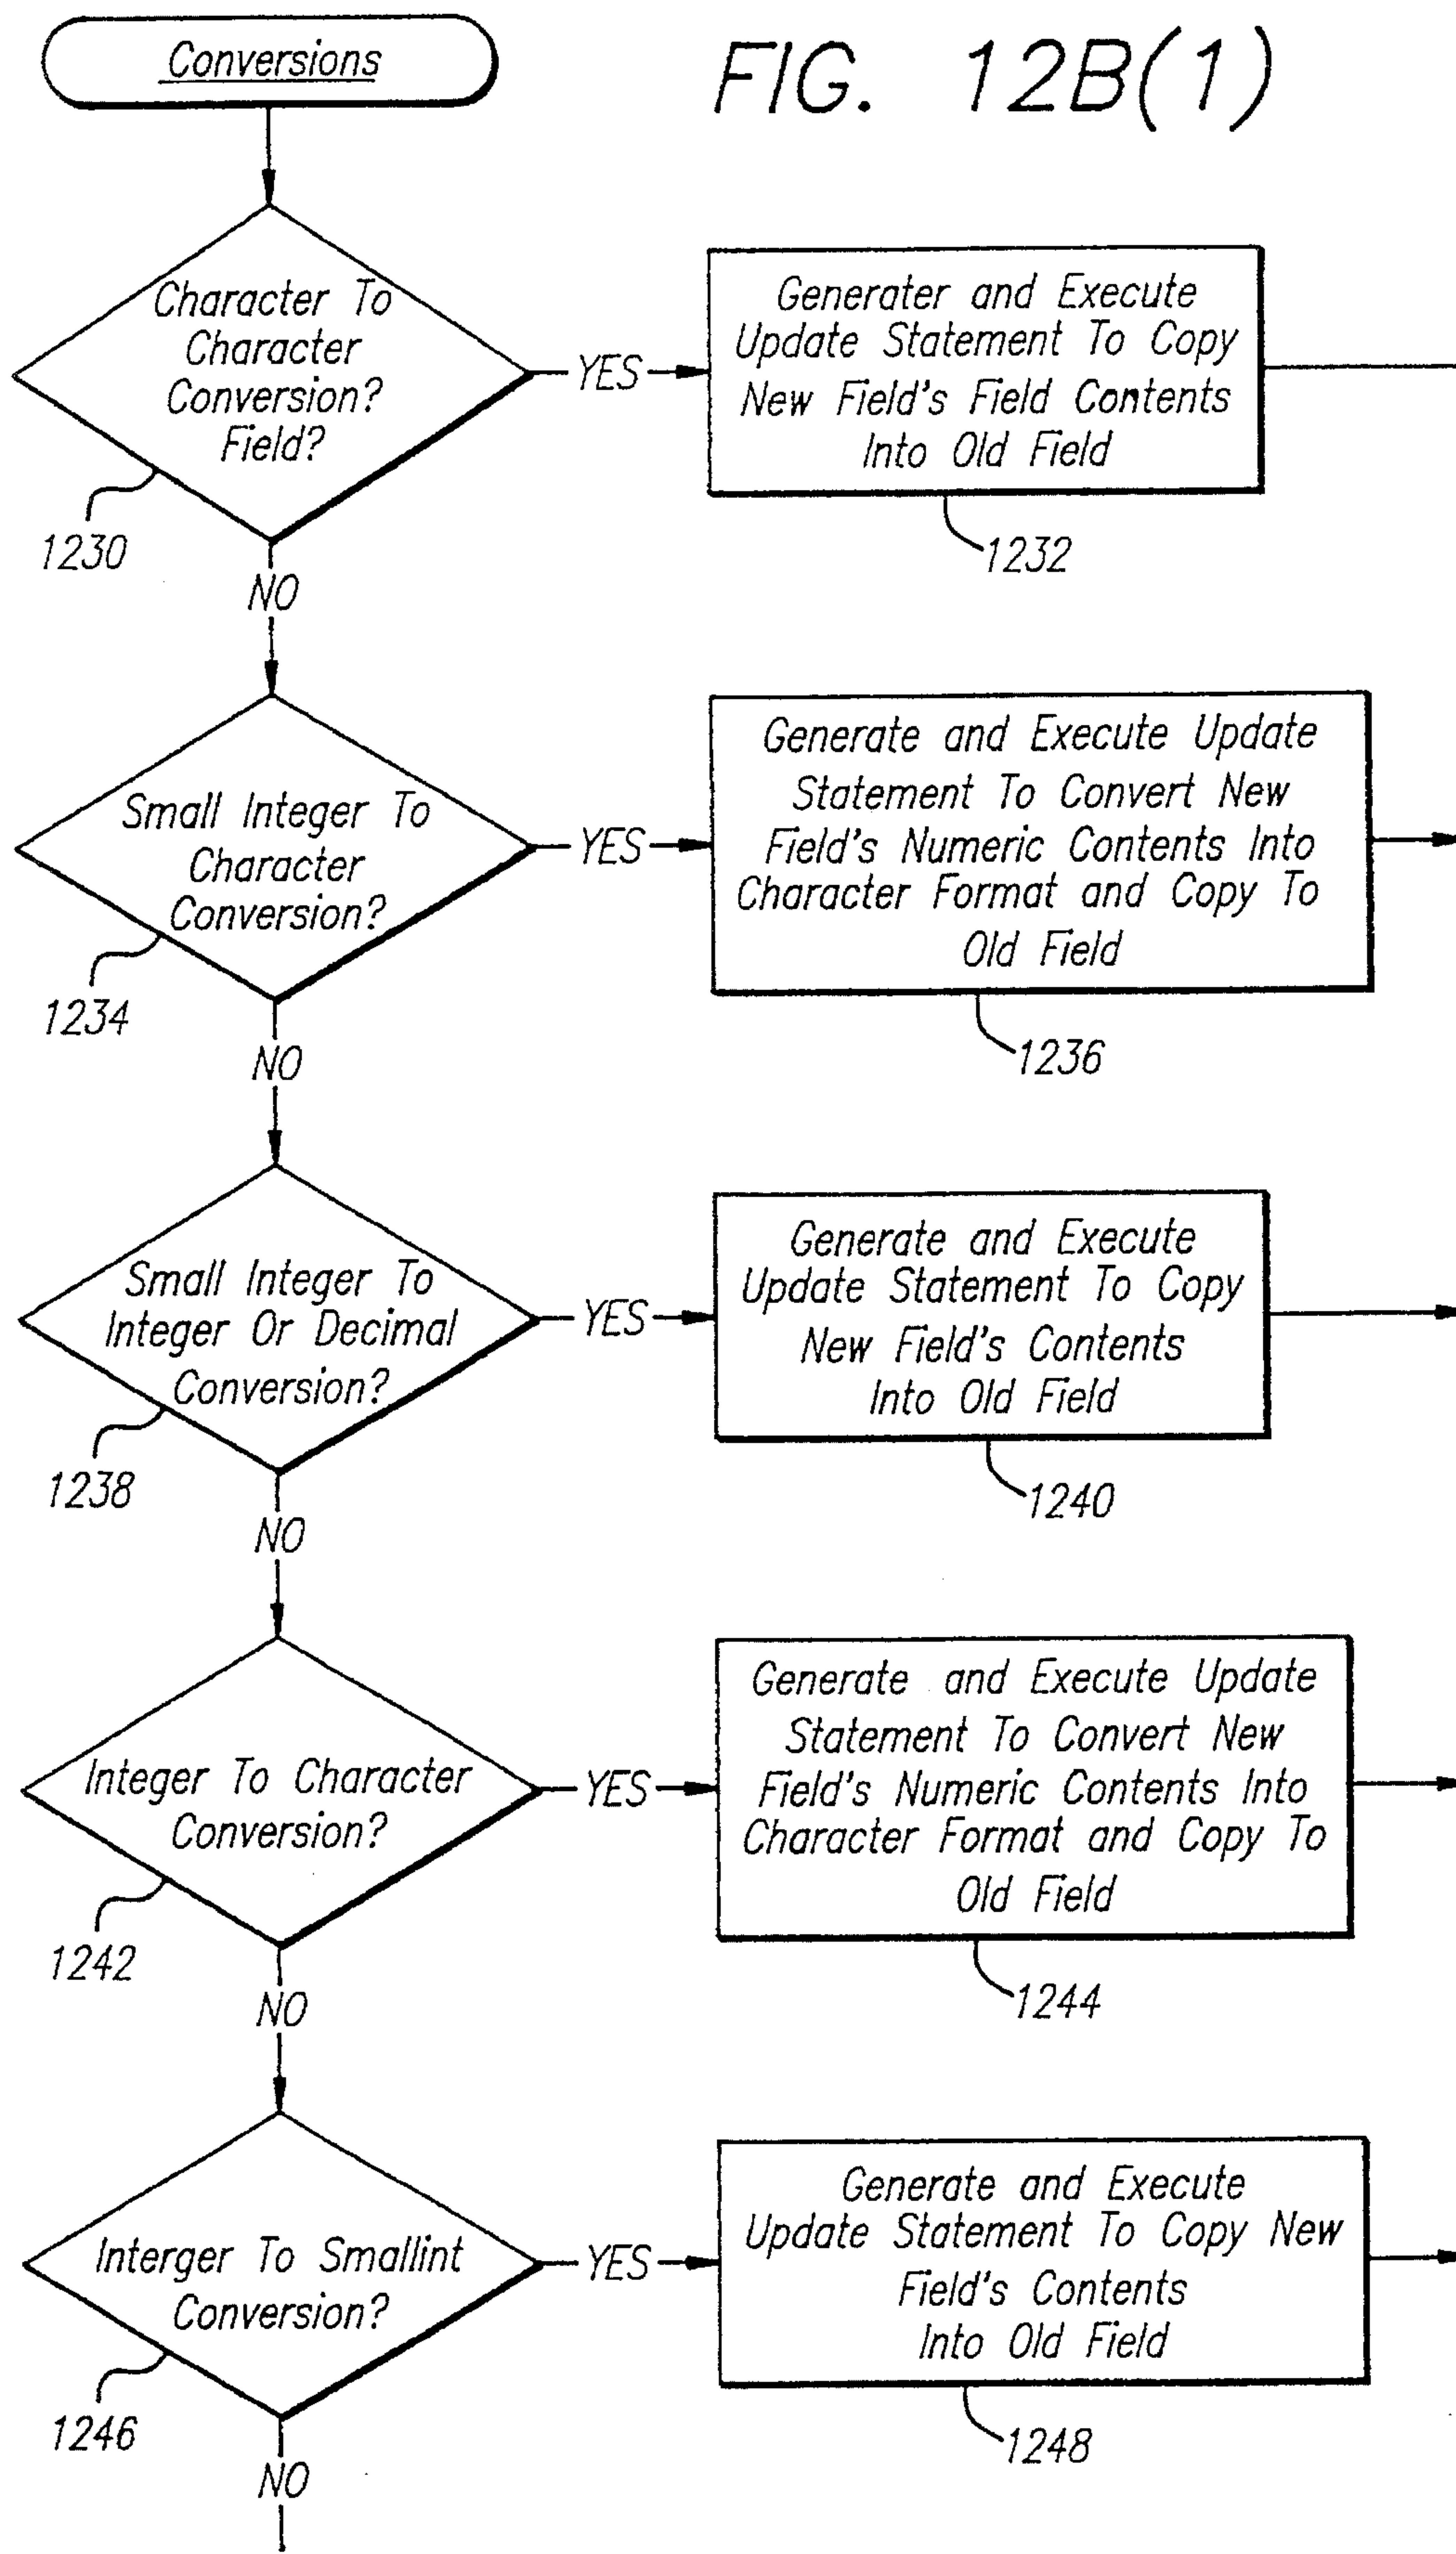 Conversions
FIG. 12B(1)
Character To
Character
Conversion?
Field?
1230
YES
Generater and Execute
Update Statement To Copy
New Field's Field Contents
Into Old Field
1232
NO
Small Integer To
Character
Conversion?
1234
YES
Generate and Execute Update
Statement To Convert New
Field's Numeric Contents Into
Character Format and Copy To
Old Field
1236
NO
Small Integer To
Integer Or Decimal
Conversion?
1238
YES
Generate and Execute
Update Statement To Copy
New Field's Contents
Into Old Field
1240
NO
Integer To Character
Conversion?
1242
YES
Generate and Execute Update
Statement To Convert New
Field's Numeric Contents Into
Character Format and Copy To
Old Field
1244
NO
Interger To Smallint
Conversion?
1246
YES
Generate and Execute
Update Statement To Copy New
Field's Contents
Into Old Field
1248
NO